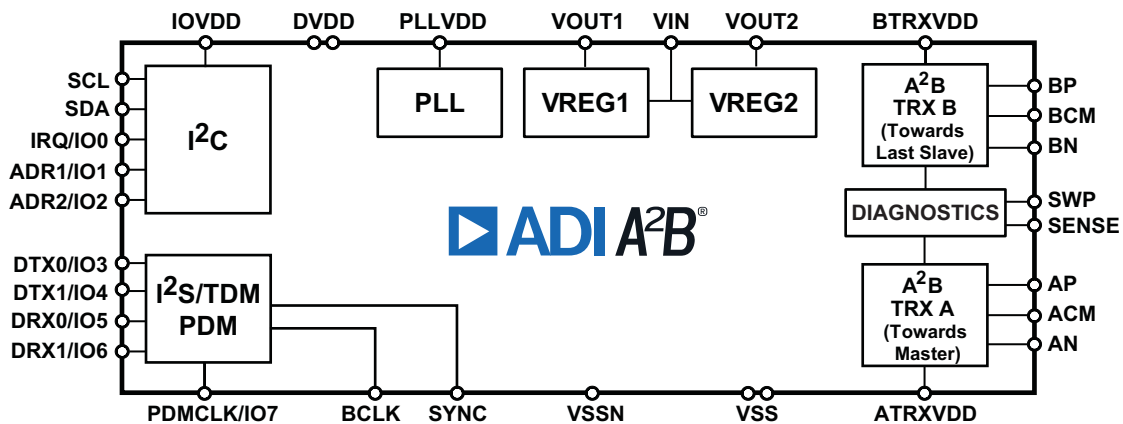 IOVDD
DVDD
PLLVDD
VOUT1
VIN
VOUT2
BTRXVDD
SCL
SDA
IRQ/IO0
ADR1/IO1
ADR2/IO2
I²C
PLL
VREG1
VREG2
A²B
TRX B
(Towards
Last Slave)
BP
BCM
BN
DIAGNOSTICS
SWP
SENSE
ADI A²B®
DTX0/IO3
DTX1/IO4
DRX0/IO5
DRX1/IO6
I²S/TDM
PDM
A²B
TRX A
(Towards
Master)
AP
ACM
AN
PDMCLK/IO7
BCLK
SYNC
VSSN
VSS
ATRXVDD